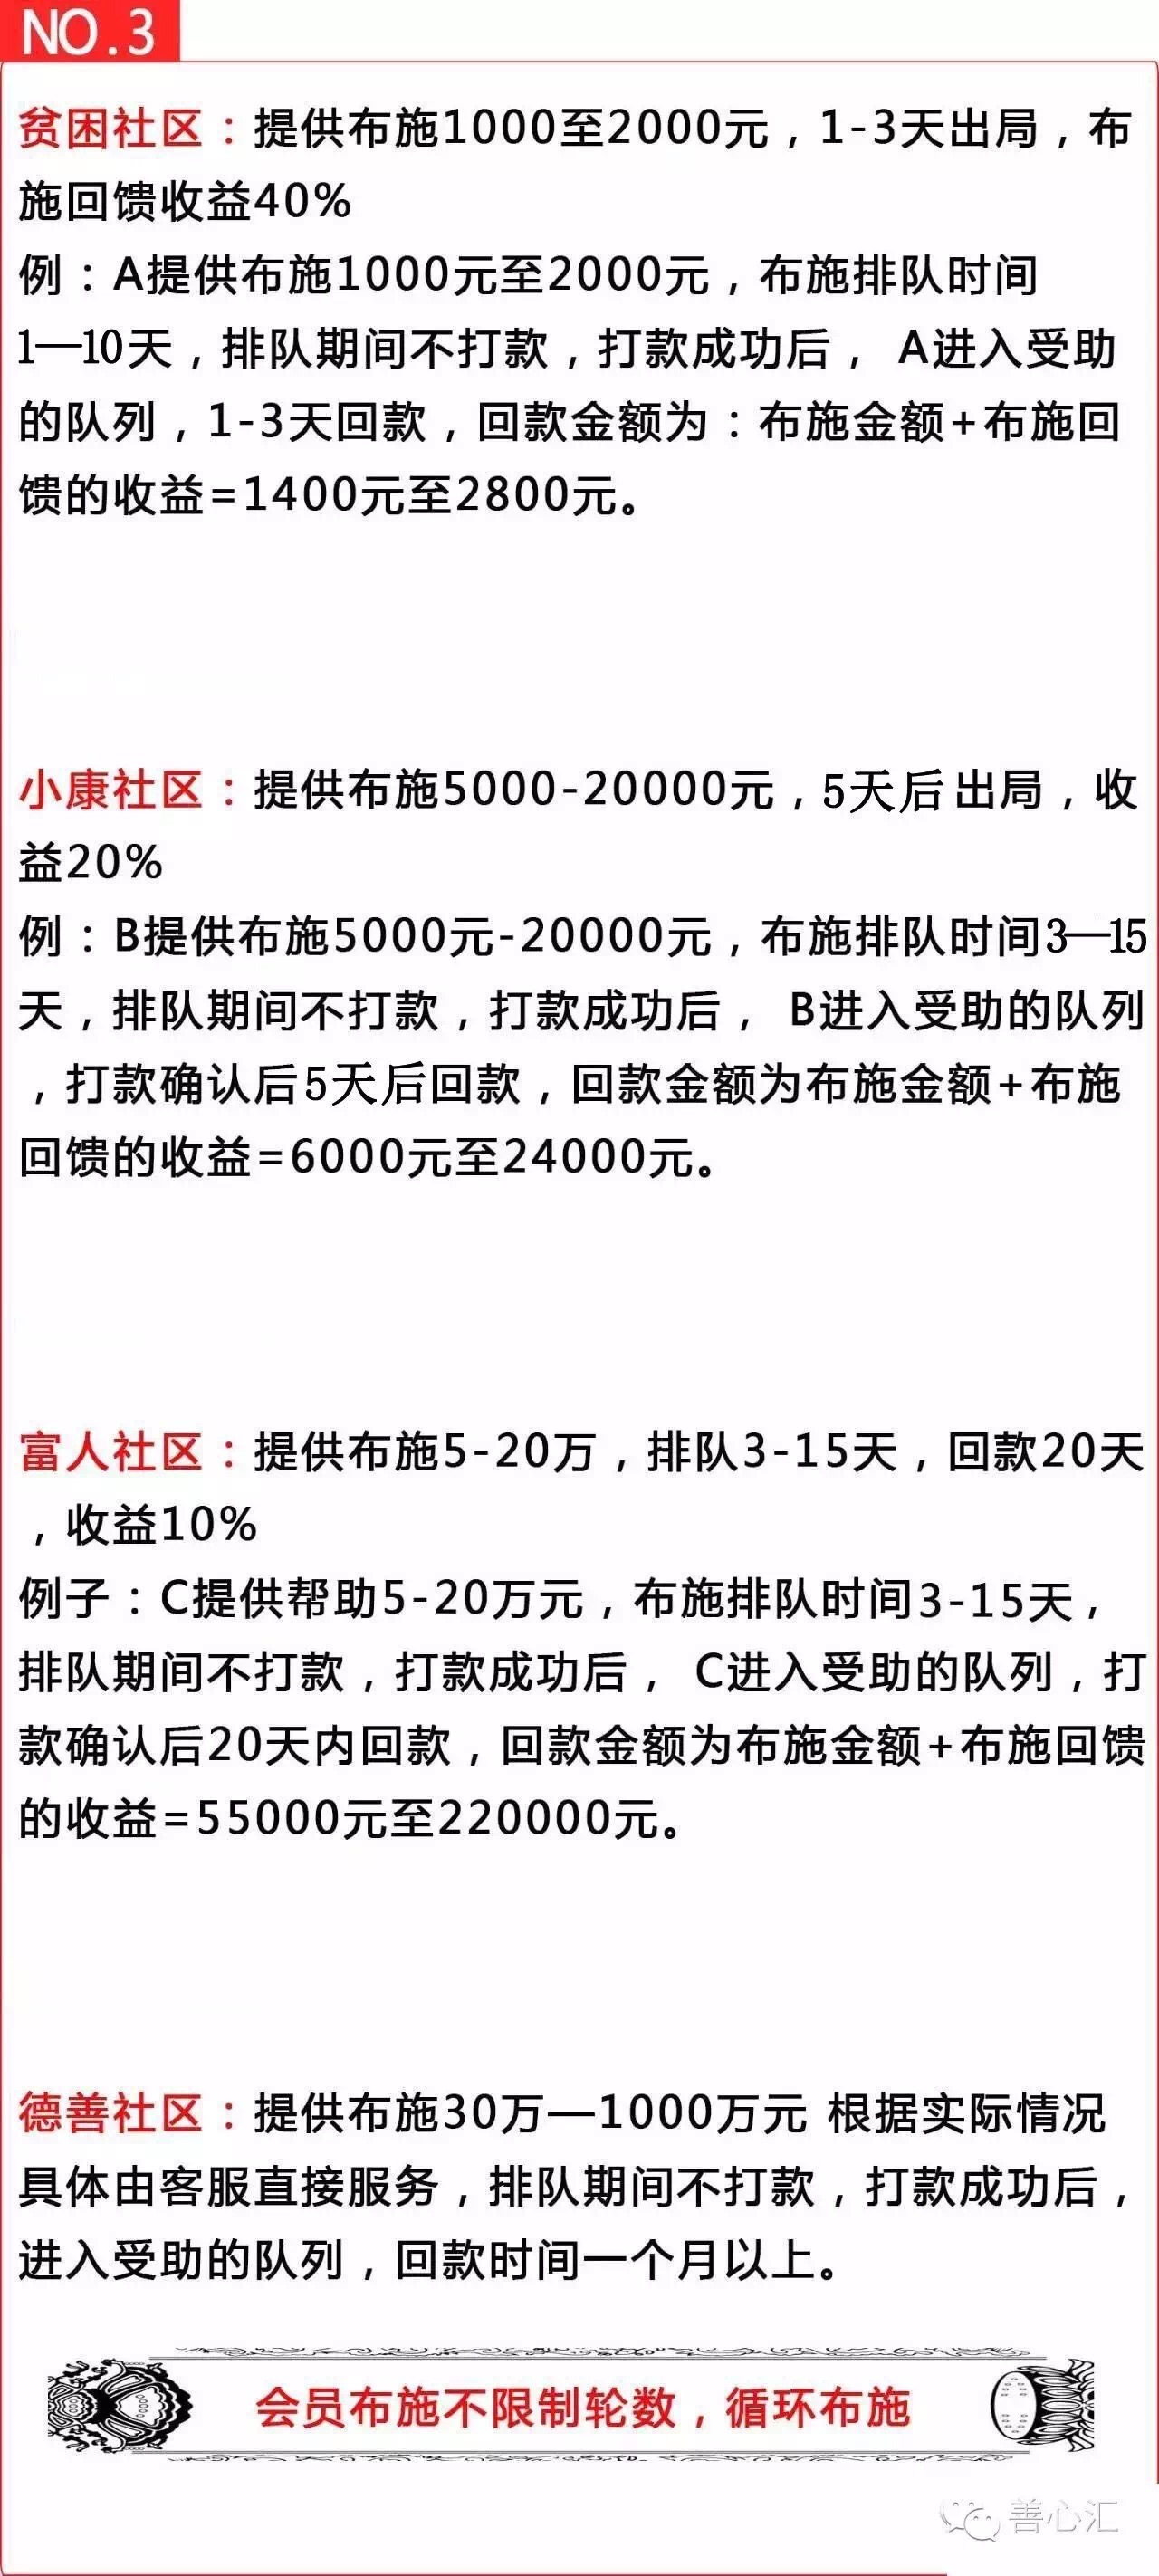 NO.3
贫困社区：提供布施1000至2000元，1-3天出局，布
施回馈收益40%
例：A提供布施1000元至2000元，布施排队时间
1—10天，排队期间不打款，打款成功后， A进入受助
的队列，1-3天回款，回款金额为：布施金额+布施回
馈的收益=1400元至2800元。
小康社区：提供布施5000-20000元，5天后出局，收
益20%
例：B提供布施5000元-20000元，布施排队时间3—15
天，排队期间不打款，打款成功后， B进入受助的队列
，打款确认后5天后回款，回款金额为布施金额+布施
回馈的收益=6000元至24000元。
富人社区：提供布施5-20万，排队3-15天，回款20天
，收益10%
例子：C提供帮助5-20万元，布施排队时间3-15天，
排队期间不打款，打款成功后， C进入受助的队列，打
款确认后20天内回款，回款金额为布施金额+布施回馈
的收益=55000元至220000元。
德善社区：提供布施30万—1000万元 根据实际情况
具体由客服直接服务，排队期间不打款，打款成功后，
进入受助的队列，回款时间一个月以上。
会员布施不限制轮数，循环布施
善心汇